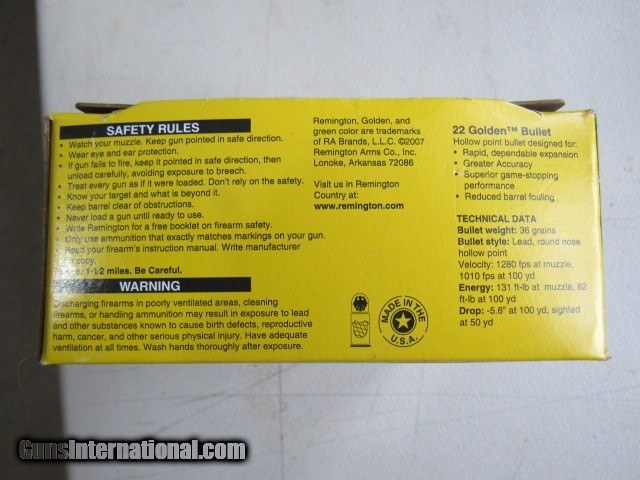 SAFETY RULES
• Watch your muzzle. Keep gun pointed in safe direction.
• Wear eye and ear protection.
• If gun fails to fire, keep it pointed in safe direction, then
unload carefully, avoiding exposure to breech.
• Treat every gun as if it were loaded. Don't rely on the safety.
• Know your target and what is beyond it.
• Keep barrel clear of obstructions.
• Never load a gun until ready to use.
• Write Remington for a free booklet on firearm safety.
• Only use ammunition that exactly matches markings on your gun.
• Read your firearm's instruction manual. Write manufacturer
copy.
1-1/2 miles. Be Careful.
WARNING
Discharging firearms in poorly ventilated areas, cleaning
firearms, or handling ammunition may result in exposure to lead
and other substances known to cause birth defects, reproductive
harm, cancer, and other serious physical injury. Have adequate
ventilation at all times. Wash hands thoroughly after exposure.
Remington, Golden, and
green color are trademarks
of RA Brands, L.L.C. ©2007
Remington Arms Co., Inc.
Lonoke, Arkansas 72086
Visit us in Remington
Country at:
www.remington.com
MADE IN THE
U.S.A.
22 Golden™ Bullet
Hollow point bullet designed for:
• Rapid, dependable expansion
• Greater Accuracy
• Superior game-stopping
performance
• Reduced barrel fouling
TECHNICAL DATA
Bullet weight: 36 grains
Bullet style: Lead, round nose
hollow point
Velocity: 1280 fps at muzzle,
1010 fps at 100 yd
Energy: 131 ft-lb at muzzle, 82
ft-lb at 100 yd
Drop: -5.6" at 100 yd, sighted
at 50 yd
GunsInternational.com